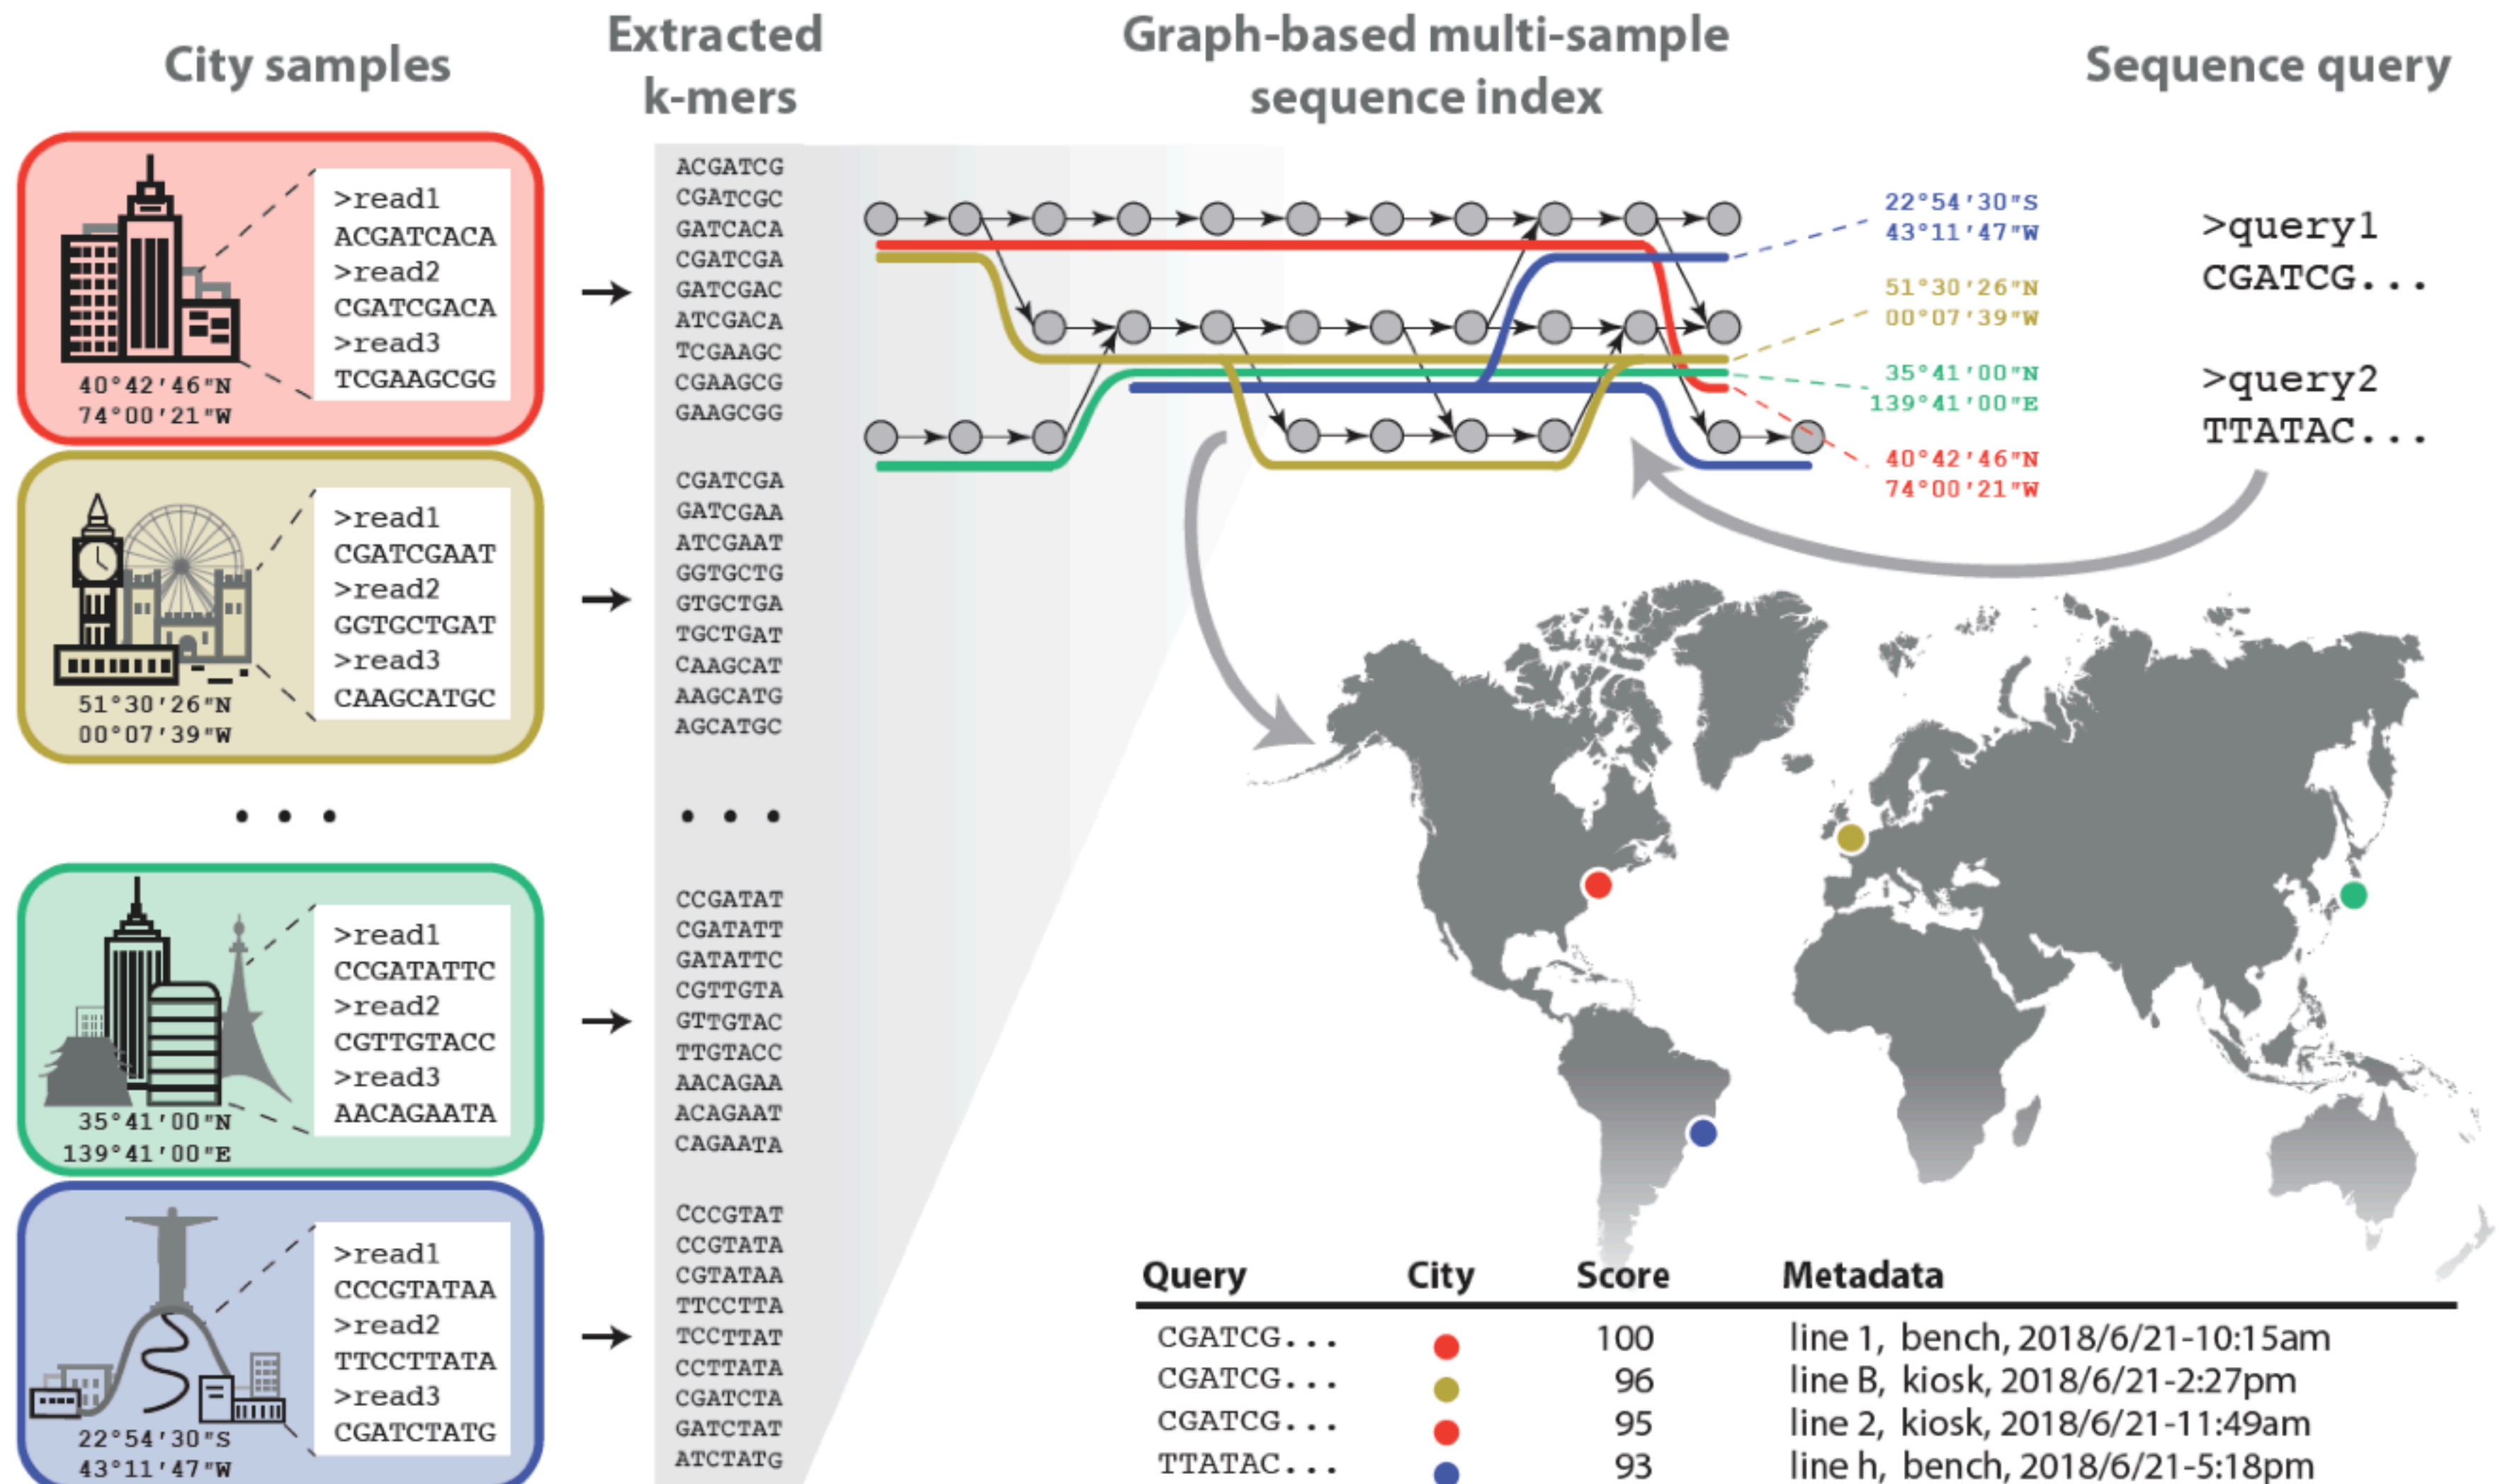 City samples
Extracted
k-mers
Graph-based multi-sample
sequence index
Sequence query
>read1
ACGATCACA
>read2
CGATCGACA
>read3
TCGAAGCGG
40°42'46"N
74°00'21"W
>read1
CGATCGAAT
>read2
GGTGCTGAT
>read3
CAAGCATGC
51°30'26"N
00°07'39"W
• • •
>read1
CCGATATTC
>read2
CGTTGTACC
>read3
AACAGAATA
35°41'00"N
139°41'00"E
>read1
CCCGTATAA
>read2
TTCCTTATA
>read3
CGATCTATG
22°54'30"S
43°11'47"W
ACGATCG
CGATCGC
GATCACA
CGATCGA
GATCGAC
ATCGACA
TCGAAGC
CGAAGCG
GAAGCGG
CGATCGA
GATCGAA
ATCGAAT
GGTGCTG
GTGCTGA
TGCTGAT
CAAGCAT
AAGCATG
AGCATGC
• • •
CCGATAT
CGATATT
GATATTC
CGTTGTA
GTTGTAC
TTGTACC
AACAGAA
ACAGAAT
CAGAATA
CCCGTAT
CCGTATA
CGTATAA
TTCCTTA
TCCTTAT
CCTTATA
CGATCTA
GATCTAT
ATCTATG
22°54'30"S
43°11'47"W
51°30'26"N
00°07'39"W
35°41'00"N
139°41'00"E
40°42'46"N
74°00'21"W
>query1
CGATCG...
>query2
TTATAC...
Query City Score Metadata
CGATCG... 100 line 1, bench, 2018/6/21-10:15am
CGATCG... 96 line B, kiosk, 2018/6/21-2:27pm
CGATCG... 95 line 2, kiosk, 2018/6/21-11:49am
TTATAC... 93 line h, bench, 2018/6/21-5:18pm